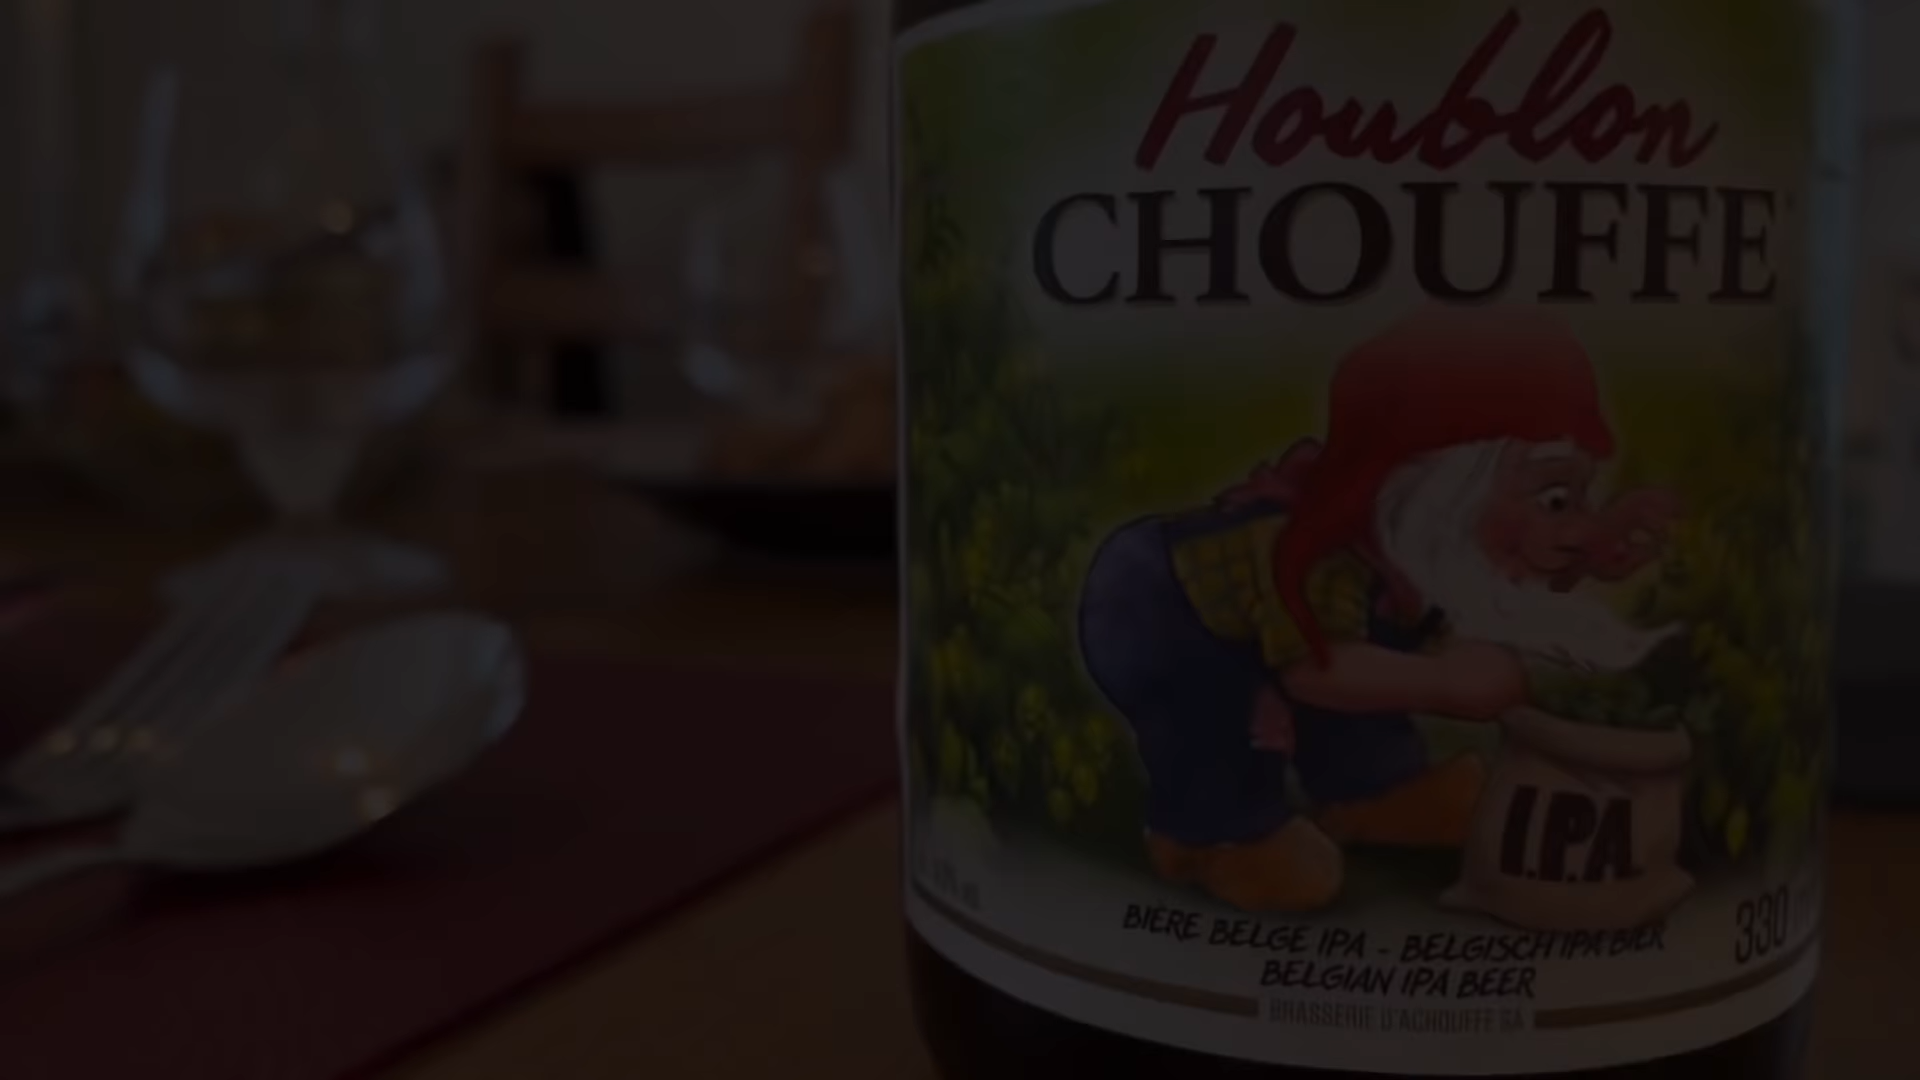 Houblon
CHOUFFE
I.P.A.
BIÈRE BELGE IPA - BELGISCH IPA BIER
BELGIAN IPA BEER
330
BRASSERIE D'ACHOUFFE SA